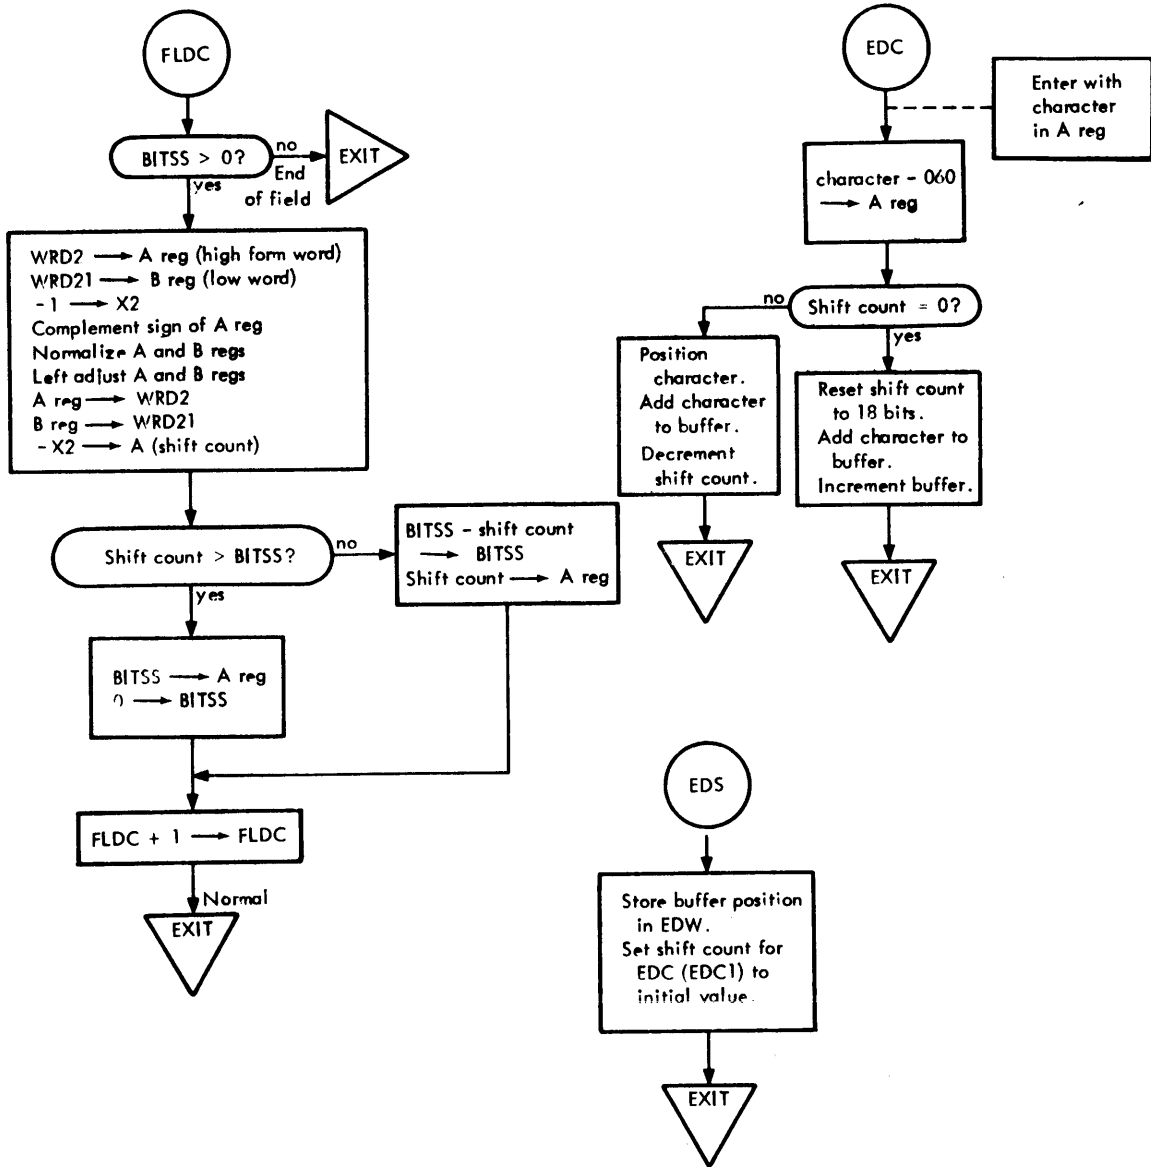 FLDC
BITSS > 0?
no
End
of field
EXIT
yes
WRD2 → A reg (high form word)
WRD21 → B reg (low word)
-1 → X2
Complement sign of A reg
Normalize A and B regs
Left adjust A and B regs
A reg → WRD2
B reg → WRD21
-X2 → A (shift count)
Shift count > BITSS?
no
BITSS - shift count
→ BITSS
Shift count → A reg
yes
BITSS → A reg
0 → BITSS
FLDC + 1 → FLDC
Normal
EXIT
EDC
Enter with
character
in A reg
character - 060
→ A reg
Shift count = 0?
no
Position
character.
Add character
to buffer.
Decrement
shift count.
EXIT
yes
Reset shift count
to 18 bits.
Add character to
buffer.
Increment buffer.
EXIT
EDS
Store buffer position
in EDW.
Set shift count for
EDC (EDC1) to
initial value.
EXIT